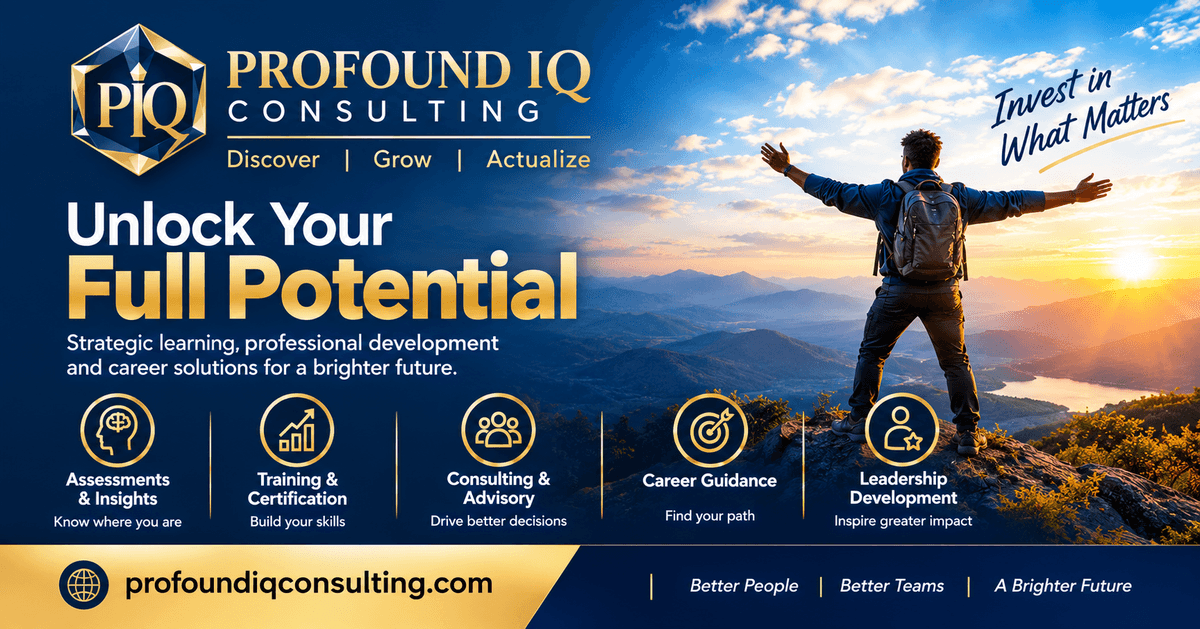 PIQ
PROFOUND IQ
CONSULTING
Discover | Grow | Actualize
Invest in
What Matters
Unlock Your
Full Potential
Strategic learning, professional development
and career solutions for a brighter future.
Assessments
& Insights
Know where you are
Training &
Certification
Build your skills
Consulting &
Advisory
Drive better decisions
Career Guidance
Find your path
Leadership
Development
Inspire greater impact
profoundiqconsulting.com
| Better People | Better Teams | A Brighter Future